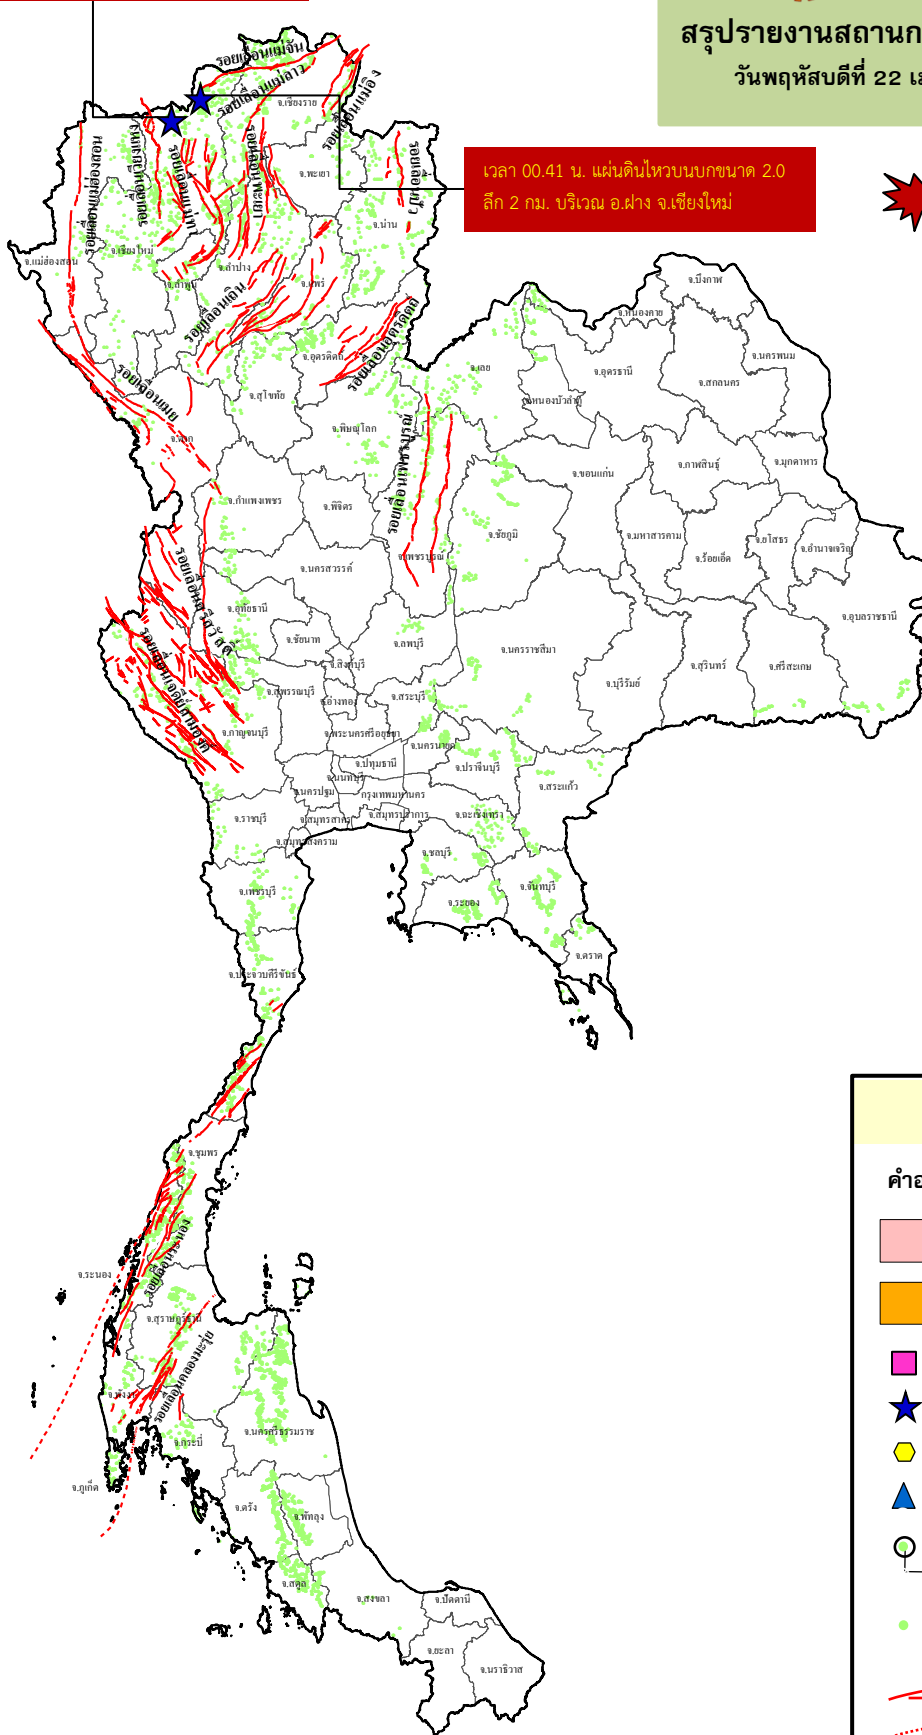 สรุปรายงานสถานก
วันพฤหัสบดีที่ 22 เม
เวลา 00.41 น. แผ่นดินไหวบนบกขนาด 2.0
ลึก 2 กม. บริเวณ อ.ฝาง จ.เชียงใหม่
รอยเลื่อนแม่จัน
รอยเลื่อนแม่ลาว
จ.เชียงราย
รอยเลื่อนแม่อิง
รอยเลื่อนแม่ฮ่องสอน
รอยเลื่อนแม่ทา
รอยเลื่อนพะเยา
รอยเลื่อนปัว
จ.พะเยา
จ.น่าน
จ.แม่ฮ่องสอน
จ.เชียงใหม่
จ.ลำปาง
จ.ลำพูน
จ.แพร่
รอยเลื่อนเถิน
จ.บึงกาฬ
จ.หนองคาย
จ.นครพนม
จ.อุดรธานี
จ.สกลนคร
จ.เลย
จ.หนองบัวลำภู
จ.อุตรดิตถ์
รอยเลื่อนอุตรดิตถ์
รอยเลื่อนเมย
จ.สุโขทัย
จ.ตาก
จ.พิษณุโลก
รอยเลื่อนเพชรบูรณ์
จ.ขอนแก่น
จ.กาฬสินธุ์
จ.มุกดาหาร
จ.กำแพงเพชร
จ.พิจิตร
จ.ชัยภูมิ
จ.มหาสารคาม
จ.ร้อยเอ็ด
จ.ยโสธร
จ.อำนาจเจริญ
จ.เพชรบูรณ์
จ.นครสวรรค์
รอยเลื่อนศรีสวัสดิ์
จ.อุทัยธานี
จ.ชัยนาท
จ.ลพบุรี
จ.นครราชสีมา
จ.อุบลราชธานี
จ.สิงห์บุรี
จ.บุรีรัมย์
จ.สุรินทร์
จ.ศรีสะเกษ
รอยเลื่อนเจดีย์สามองค์
จ.สุพรรณบุรี
จ.อ่างทอง
จ.สระบุรี
จ.กาญจนบุรี
จ.พระนครศรีอยุธยา
จ.นครนายก
จ.ปทุมธานี
จ.ปราจีนบุรี
จ.นนทบุรี
จ.สระแก้ว
จ.นครปฐม
กรุงเทพมหานคร
จ.ราชบุรี
จ.สมุทรสาคร
จ.สมุทรปราการ
จ.ฉะเชิงเทรา
จ.สมุทรสงคราม
จ.ชลบุรี
จ.เพชรบุรี
จ.ระยอง
จ.จันทบุรี
จ.ตราด
จ.ประจวบคีรีขันธ์
จ.ชุมพร
รอยเลื่อนระนอง
จ.ระนอง
จ.สุราษฎร์ธานี
รอยเลื่อนคลองมะรุ่ย
จ.พังงา
จ.กระบี่
จ.นครศรีธรรมราช
จ.ภูเก็ต
จ.ตรัง
จ.พัทลุง
จ.สตูล
จ.สงขลา
จ.ปัตตานี
จ.ยะลา
จ.นราธิวาส
คำอ